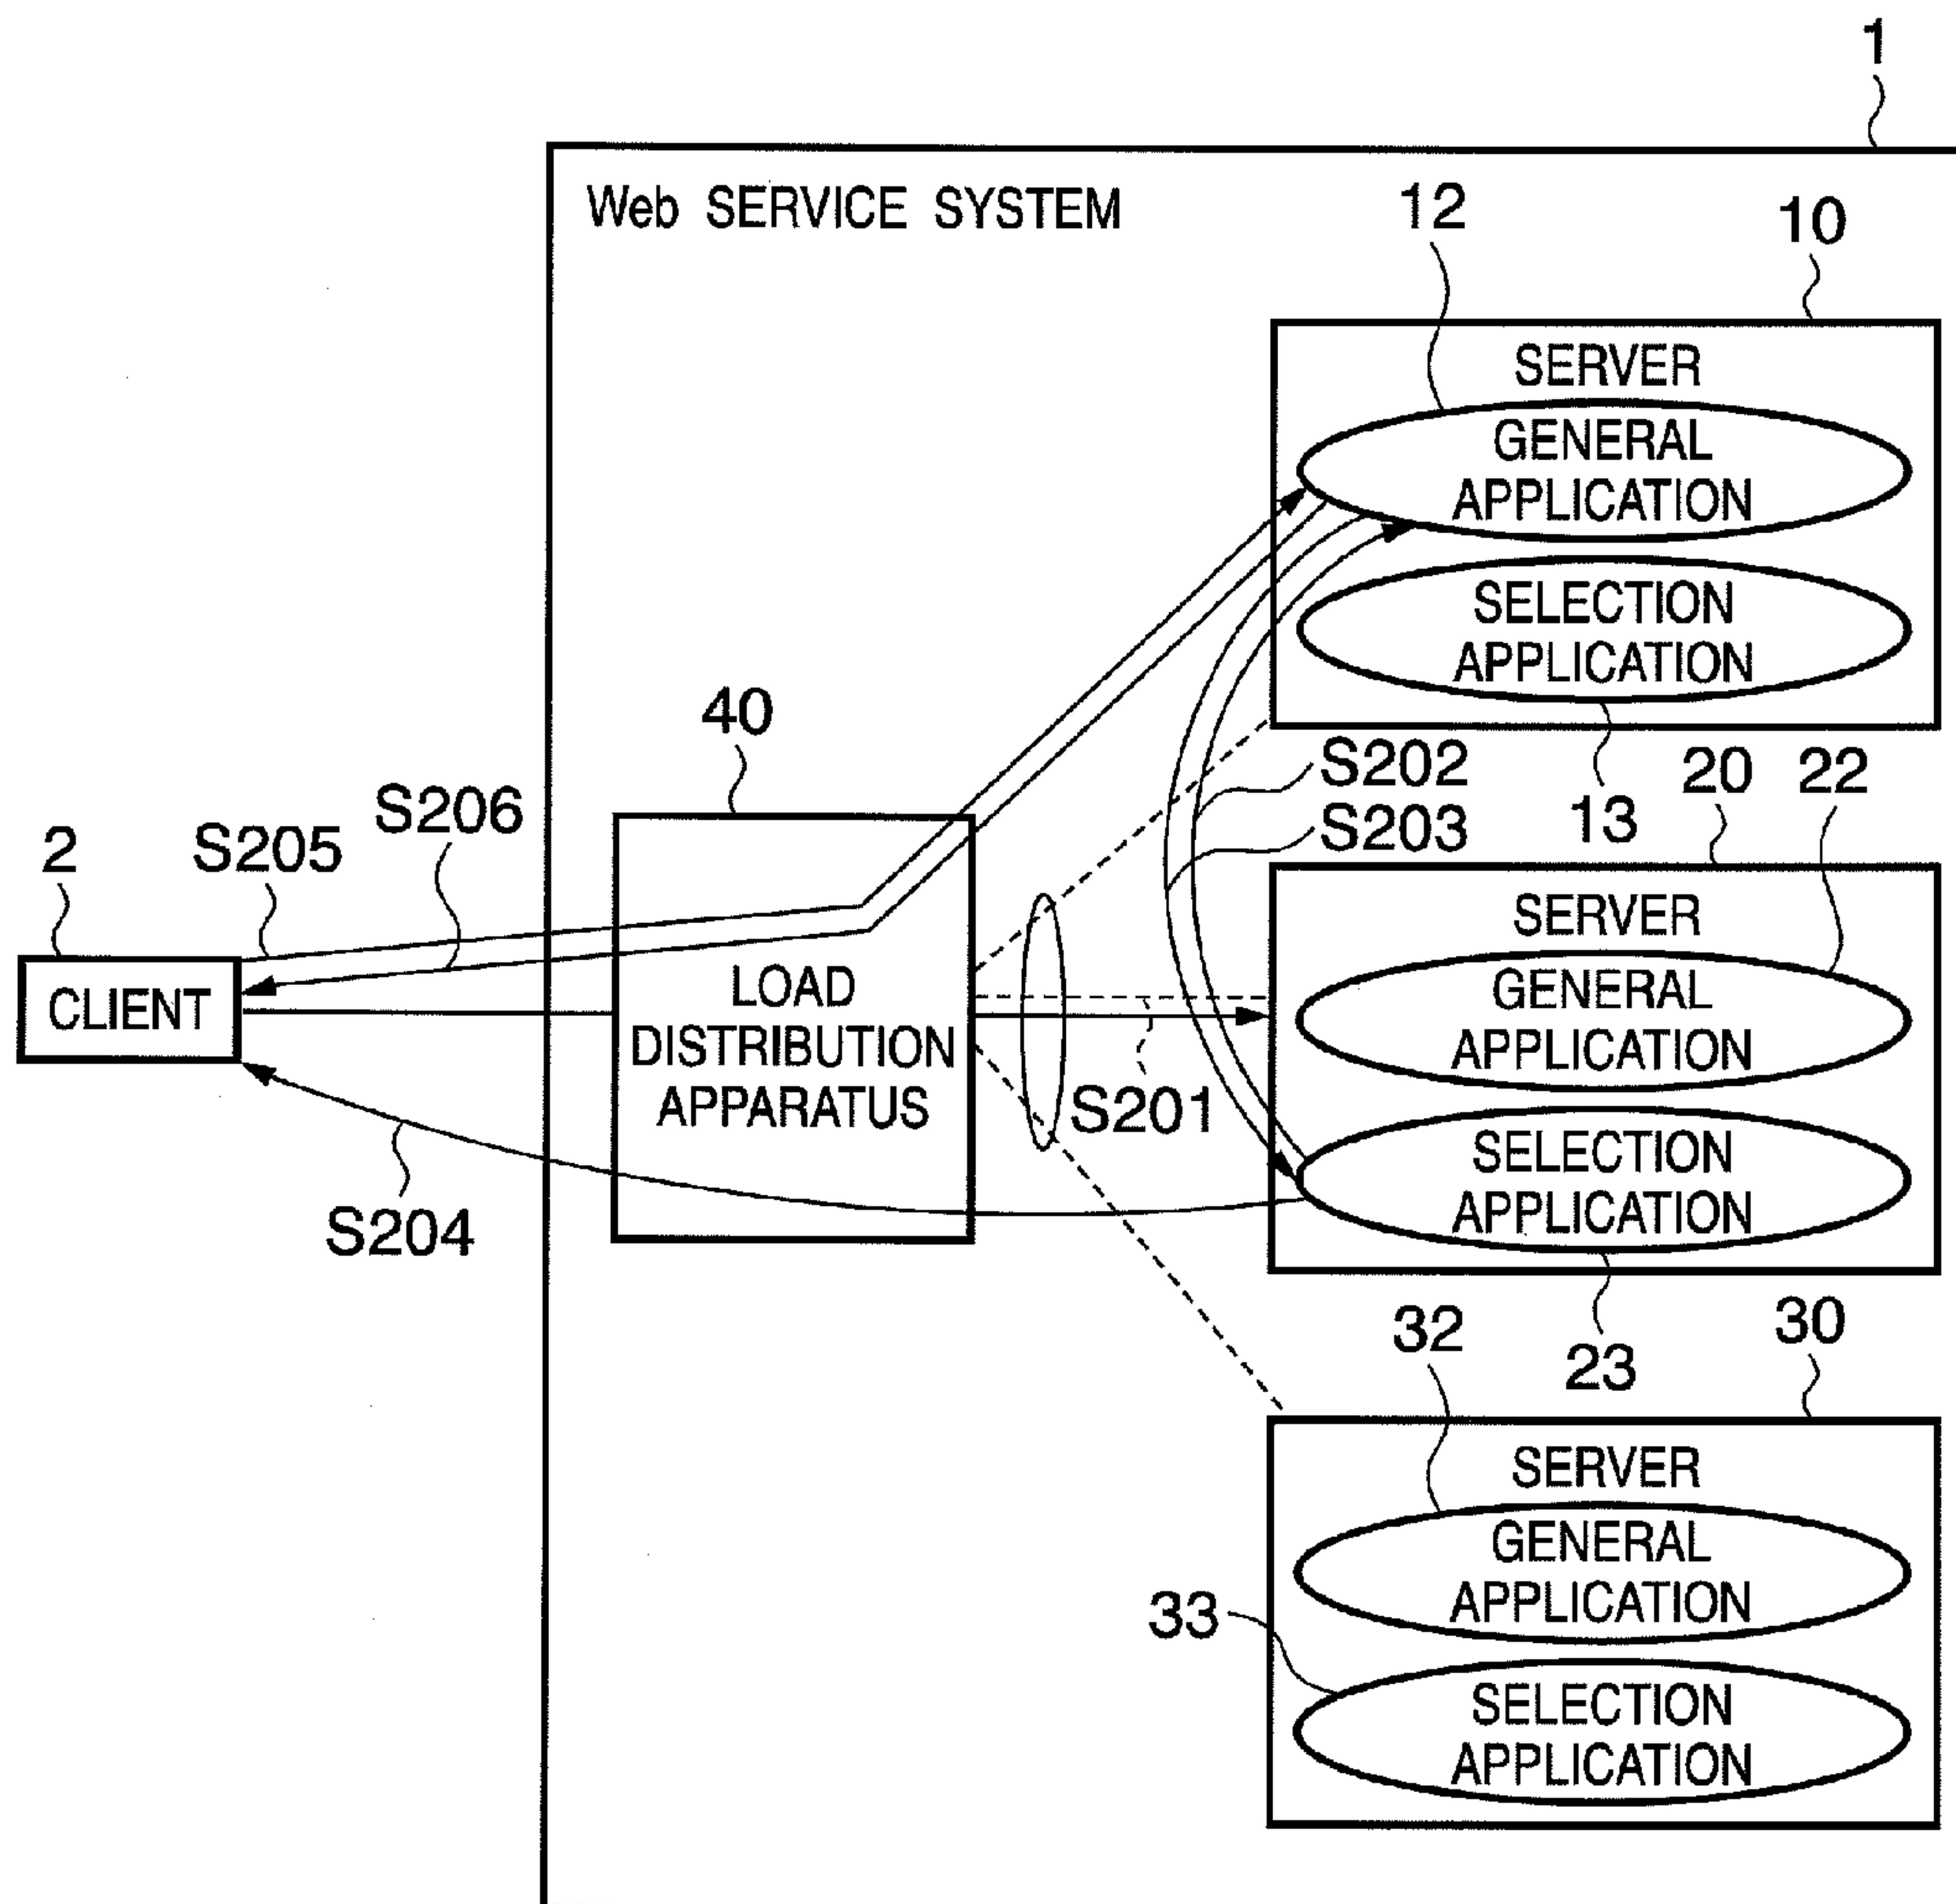 1
Web SERVICE SYSTEM
12
10
SERVER
GENERAL
APPLICATION
SELECTION
APPLICATION
40
S202
20
22
S206
S203
13
2
S205
SERVER
GENERAL
APPLICATION
CLIENT
LOAD
DISTRIBUTION
APPARATUS
S201
SELECTION
APPLICATION
S204
32
23
30
SERVER
GENERAL
APPLICATION
33
SELECTION
APPLICATION